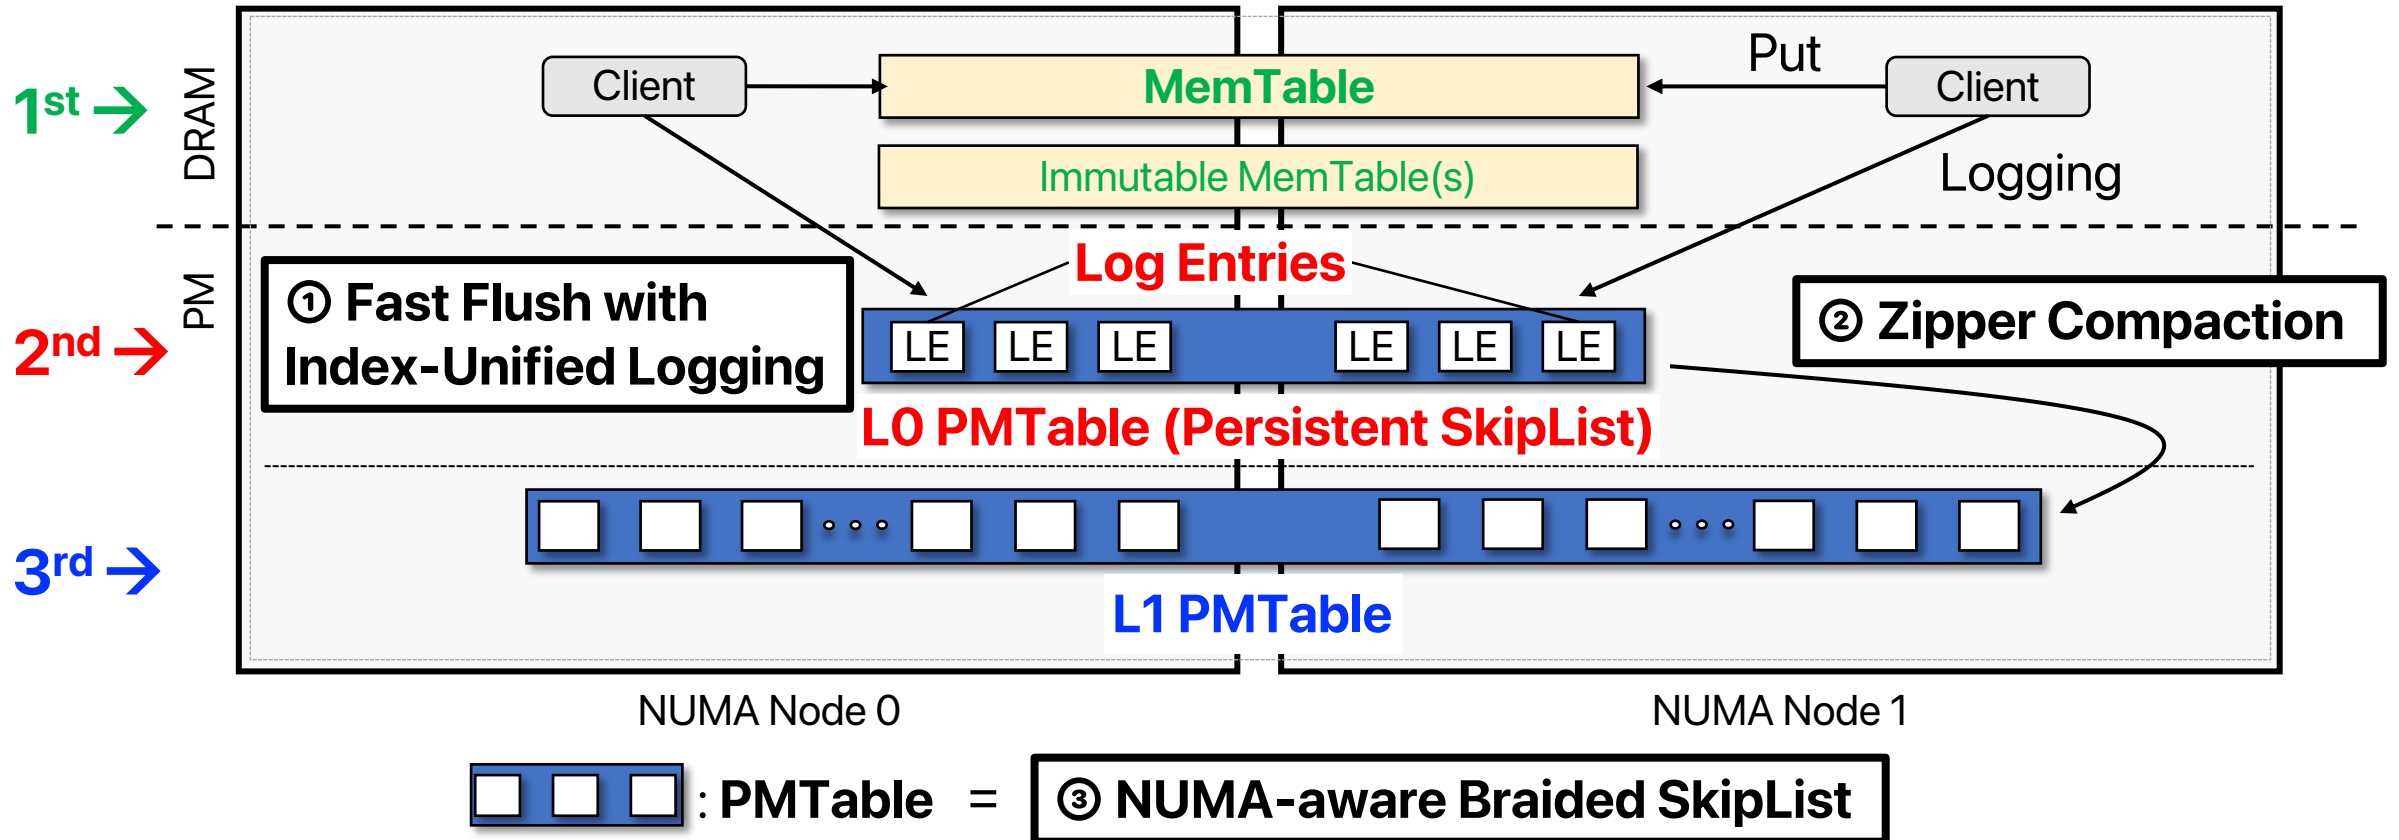 1st →
DRAM
Client
MemTable
Put
Client
Immutable MemTable(s)
Logging
2nd →
PM
① Fast Flush with
Index-Unified Logging
Log Entries
LE LE LE LE LE LE
② Zipper Compaction
L0 PMTable (Persistent SkipList)
3rd →
L1 PMTable
NUMA Node 0
NUMA Node 1
: PMTable = ③ NUMA-aware Braided SkipList